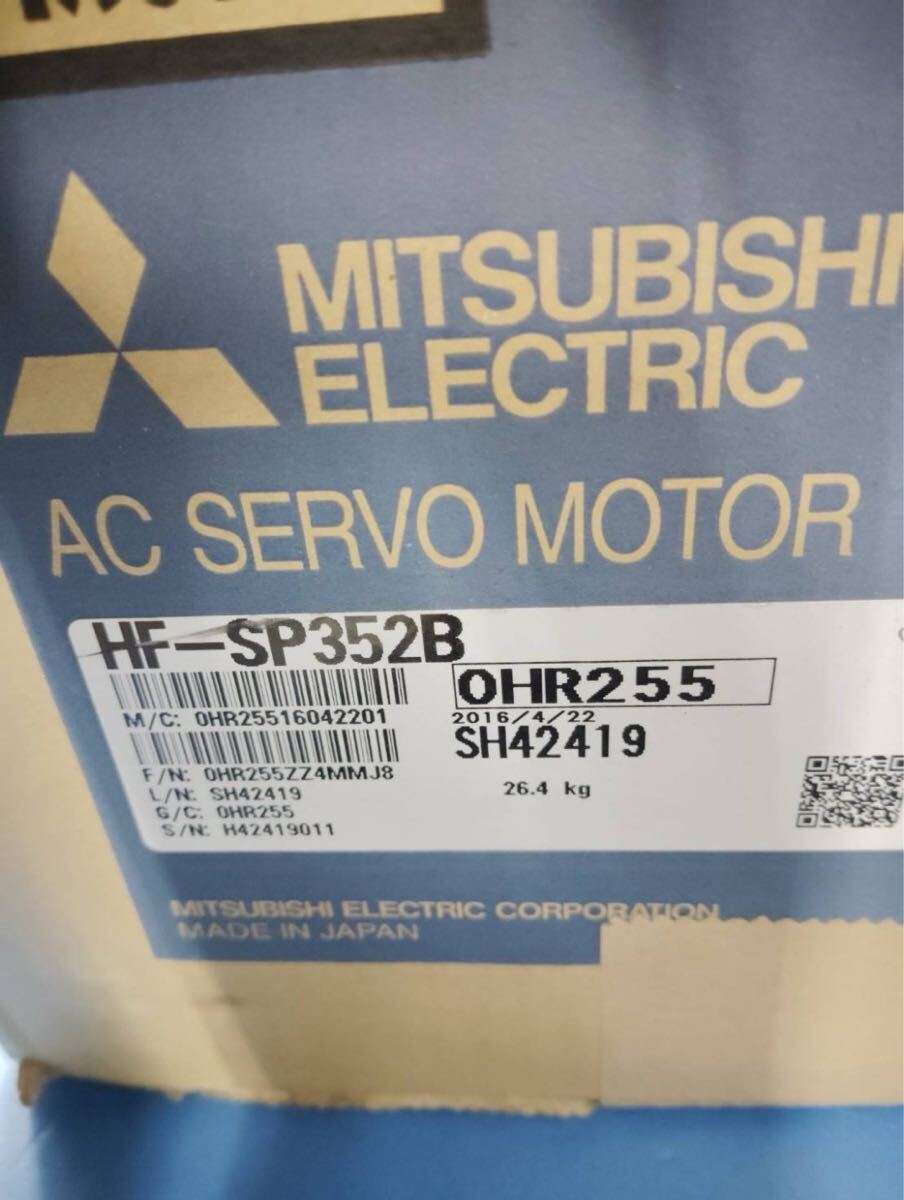 MITSUBISHI
ELECTRIC
AC SERVO MOTOR
HF-SP352B
0HR255
M/C: 0HR25516042201
2016/4/22
SH42419
F/N: 0HR255ZZ4MMJ8
L/N: SH42419
26.4 kg
G/C: 0HR255
S/N: H42419011
MITSUBISHI ELECTRIC CORPORATION
MADE IN JAPAN